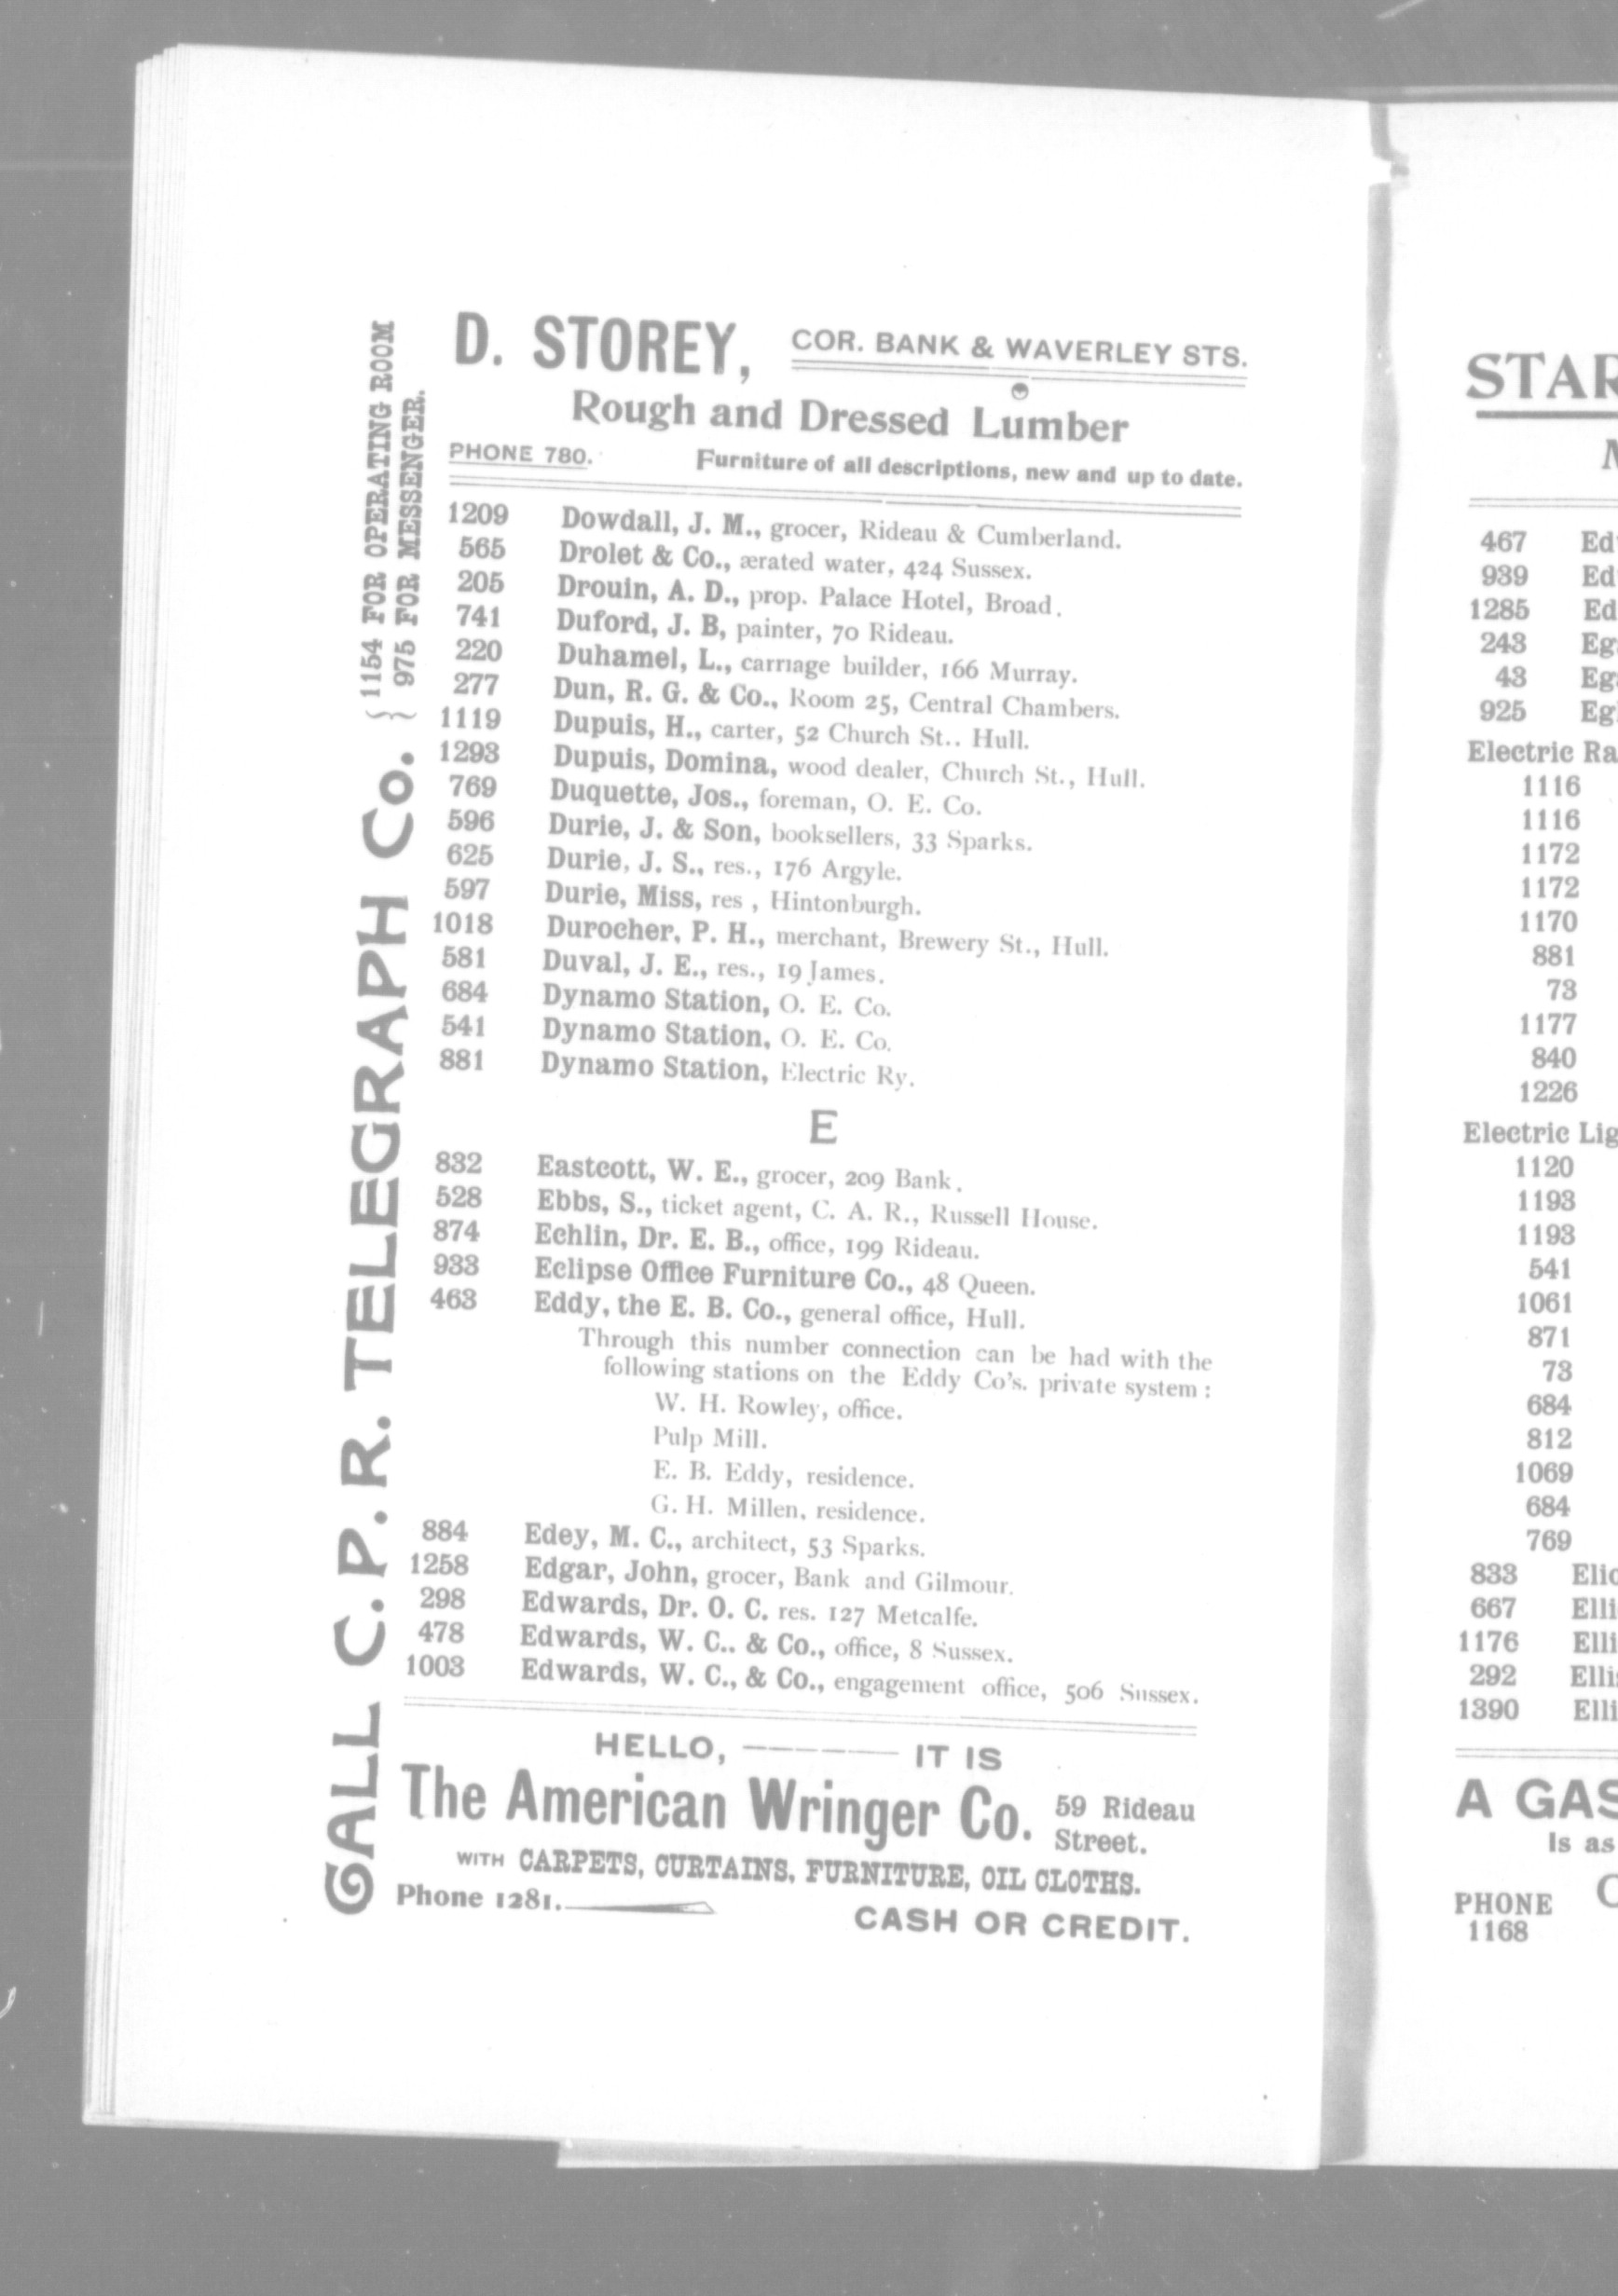 CALL C. P. R. TELEGRAPH Co. { 1154 FOR OPERATING ROOM
975 FOR MESSENGER.
D. STOREY, COR. BANK & WAVERLEY STS.
Rough and Dressed Lumber
PHONE 780. Furniture of all descriptions, new and up to date.
1209 Dowdall, J. M., grocer, Rideau & Cumberland.
565 Drolet & Co., ærated water, 424 Sussex.
205 Drouin, A. D., prop. Palace Hotel, Broad.
741 Duford, J. B, painter, 70 Rideau.
220 Duhamel, L., carriage builder, 166 Murray.
277 Dun, R. G. & Co., Room 25, Central Chambers.
1119 Dupuis, H., carter, 52 Church St.. Hull.
1293 Dupuis, Domina, wood dealer, Church St., Hull.
769 Duquette, Jos., foreman, O. E. Co.
596 Durie, J. & Son, booksellers, 33 Sparks.
625 Durie, J. S., res., 176 Argyle.
597 Durie, Miss, res , Hintonburgh.
1018 Durocher, P. H., merchant, Brewery St., Hull.
581 Duval, J. E., res., 19 James.
684 Dynamo Station, O. E. Co.
541 Dynamo Station, O. E. Co.
881 Dynamo Station, Electric Ry.
E
832 Eastcott, W. E., grocer, 209 Bank.
528 Ebbs, S., ticket agent, C. A. R., Russell House.
874 Echlin, Dr. E. B., office, 199 Rideau.
933 Eclipse Office Furniture Co., 48 Queen.
463 Eddy, the E. B. Co., general office, Hull.
Through this number connection can be had with the
following stations on the Eddy Co's. private system :
W. H. Rowley, office.
Pulp Mill.
E. B. Eddy, residence.
G. H. Millen, residence.
884 Edey, M. C., architect, 53 Sparks.
1258 Edgar, John, grocer, Bank and Gilmour.
298 Edwards, Dr. O. C. res. 127 Metcalfe.
478 Edwards, W. C.. & Co., office, 8 Sussex.
1003 Edwards, W. C., & Co., engagement office, 506 Sussex.
HELLO, ————— IT IS
The American Wringer Co. 59 Rideau
Street.
WITH CARPETS, CURTAINS, FURNITURE, OIL CLOTHS.
Phone 1281. CASH OR CREDIT.
STAR
467 Ed
939 Ed
1285 Ed
243 Eg
43 Eg
925 Eg
Electric Ra
1116
1116
1172
1172
1170
881
73
1177
840
1226
Electric Lig
1120
1193
1193
541
1061
871
73
684
812
1069
684
769
833 Elio
667 Elli
1176 Elli
292 Ellis
1390 Elli
A GAS
Is as
PHONE
1168